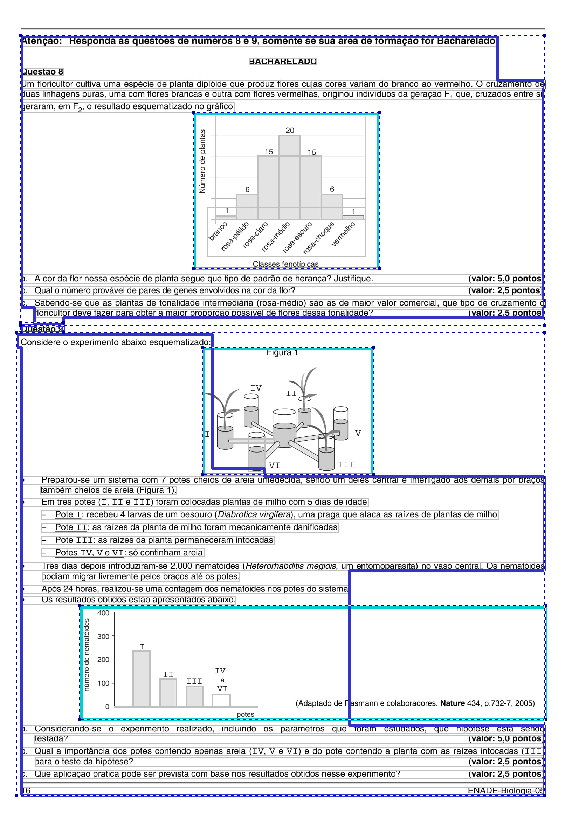 Atenção: Responda às questões de números 8 e 9, somente se sua área de formação for Bacharelado
BACHARELADO
Questão 8
Um floricultor cultiva uma espécie de planta diplóide que produz flores cujas cores variam do branco ao vermelho. O cruzamento de
duas linhagens puras, uma com flores brancas e outra com flores vermelhas, originou indivíduos da geração F₁ que, cruzados entre si,
geraram, em F₂, o resultado esquematizado no gráfico
Número de plantas
1
6
15
20
15
6
1
branco
rosa-pálido
rosa-claro
rosa-médio
rosa-escuro
rosa-choque
vermelho
Classes fenotípicas
a. A cor da flor nessa espécie de planta segue que tipo de padrão de herança? Justifique. (valor: 5,0 pontos)
b. Qual o número provável de pares de genes envolvidos na cor da flor? (valor: 2,5 pontos)
c. Sabendo-se que as plantas de tonalidade intermediária (rosa-médio) são as de maior valor comercial, que tipo de cruzamento o
floricultor deve fazer para obter a maior proporção possível de flores dessa tonalidade? (valor: 2,5 pontos)
Questão 9
Considere o experimento abaixo esquematizado:
Figura 1
IV
II
I
V
VI
III
Preparou-se um sistema com 7 potes cheios de areia umedecida, sendo um deles central e interligado aos demais por braços
também cheios de areia (Figura 1).
Em três potes (I, II e III) foram colocadas plantas de milho com 5 dias de idade
– Pote I: recebeu 4 larvas de um besouro (Diabrotica virgifera), uma praga que ataca as raízes de plantas de milho
– Pote II: as raízes da planta de milho foram mecanicamente danificadas
– Pote III: as raízes da planta permaneceram intocadas
– Potes IV, V e VI: só continham areia
Três dias depois introduziram-se 2.000 nematóides (Heterorhabditis megidis, um entomoparasita) no vaso central. Os nematóides
podiam migrar livremente pelos braços até os potes.
Após 24 horas, realizou-se uma contagem dos nematóides nos potes do sistema
Os resultados obtidos estão apresentados abaixo.
número de nematóides
400
300
200
100
0
I
II
III
IV
a
VI
potes
(Adaptado de Rasmann e colaboradores. Nature 434, p.732-7, 2005)
a. Considerando-se o experimento realizado, incluindo os parâmetros que foram estudados, que hipótese está sendo
testada? (valor: 5,0 pontos)
b. Qual a importância dos potes contendo apenas areia (IV, V e VI) e do pote contendo a planta com as raízes intocadas (III)
para o teste da hipótese? (valor: 2,5 pontos)
c. Que aplicação prática pode ser prevista com base nos resultados obtidos nesse experimento? (valor: 2,5 pontos)
16
ENADE-Biologia-05